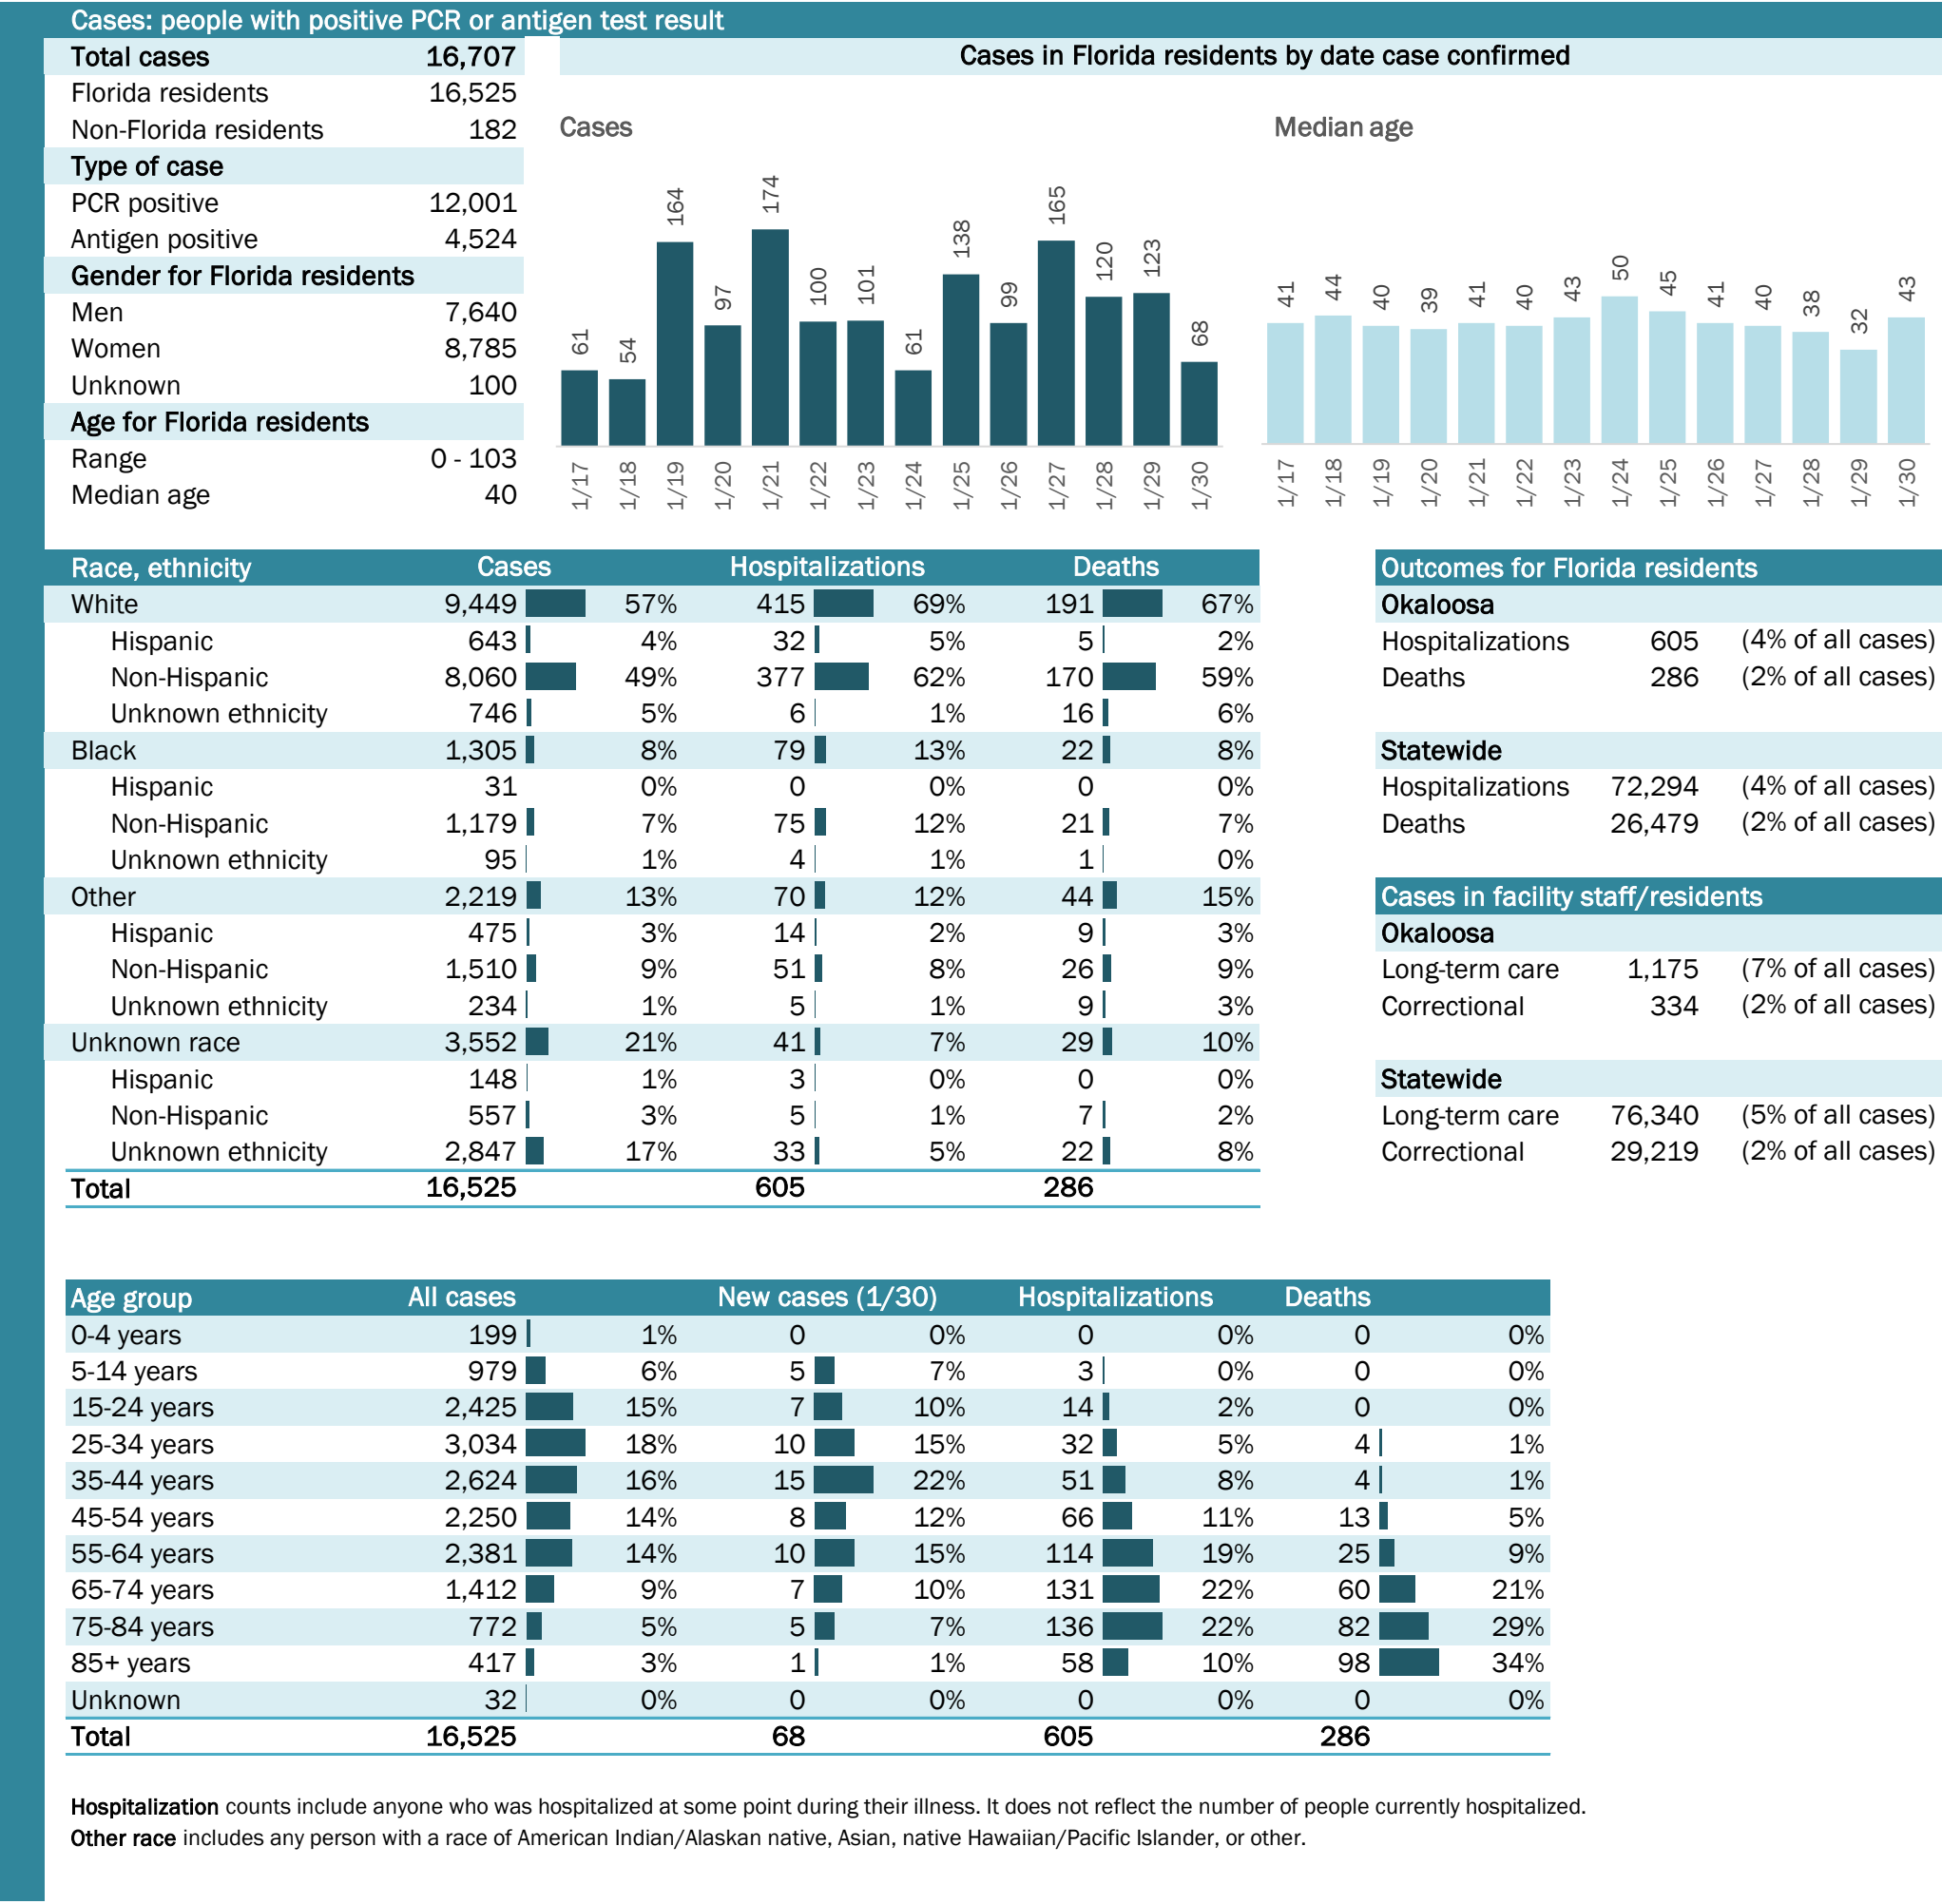 Cases: people with positive PCR or antigen test result
Total cases 16,707
Florida residents 16,525
Non-Florida residents 182
Type of case
PCR positive 12,001
Antigen positive 4,524
Gender for Florida residents
Men 7,640
Women 8,785
Unknown 100
Age for Florida residents
Range 0 - 103
Median age 40
Cases in Florida residents by date case confirmed
Cases
61 54 164 97 174 100 101 61 138 99 165 120 123 68
1/17 1/18 1/19 1/20 1/21 1/22 1/23 1/24 1/25 1/26 1/27 1/28 1/29 1/30
Median age
41 44 40 39 41 40 43 50 45 41 40 38 32 43
1/17 1/18 1/19 1/20 1/21 1/22 1/23 1/24 1/25 1/26 1/27 1/28 1/29 1/30
Race, ethnicity Cases Hospitalizations Deaths
White 9,449 57% 415 69% 191 67%
Hispanic 643 4% 32 5% 5 2%
Non-Hispanic 8,060 49% 377 62% 170 59%
Unknown ethnicity 746 5% 6 1% 16 6%
Black 1,305 8% 79 13% 22 8%
Hispanic 31 0% 0 0% 0 0%
Non-Hispanic 1,179 7% 75 12% 21 7%
Unknown ethnicity 95 1% 4 1% 1 0%
Other 2,219 13% 70 12% 44 15%
Hispanic 475 3% 14 2% 9 3%
Non-Hispanic 1,510 9% 51 8% 26 9%
Unknown ethnicity 234 1% 5 1% 9 3%
Unknown race 3,552 21% 41 7% 29 10%
Hispanic 148 1% 3 0% 0 0%
Non-Hispanic 557 3% 5 1% 7 2%
Unknown ethnicity 2,847 17% 33 5% 22 8%
Total 16,525 605 286
Outcomes for Florida residents
Okaloosa
Hospitalizations 605 (4% of all cases)
Deaths 286 (2% of all cases)
Statewide
Hospitalizations 72,294 (4% of all cases)
Deaths 26,479 (2% of all cases)
Cases in facility staff/residents
Okaloosa
Long-term care 1,175 (7% of all cases)
Correctional 334 (2% of all cases)
Statewide
Long-term care 76,340 (5% of all cases)
Correctional 29,219 (2% of all cases)
Age group All cases New cases (1/30) Hospitalizations Deaths
0-4 years 199 1% 0 0% 0 0% 0 0%
5-14 years 979 6% 5 7% 3 0% 0 0%
15-24 years 2,425 15% 7 10% 14 2% 0 0%
25-34 years 3,034 18% 10 15% 32 5% 4 1%
35-44 years 2,624 16% 15 22% 51 8% 4 1%
45-54 years 2,250 14% 8 12% 66 11% 13 5%
55-64 years 2,381 14% 10 15% 114 19% 25 9%
65-74 years 1,412 9% 7 10% 131 22% 60 21%
75-84 years 772 5% 5 7% 136 22% 82 29%
85+ years 417 3% 1 1% 58 10% 98 34%
Unknown 32 0% 0 0% 0 0% 0 0%
Total 16,525 68 605 286
Hospitalization counts include anyone who was hospitalized at some point during their illness. It does not reflect the number of people currently hospitalized.
Other race includes any person with a race of American Indian/Alaskan native, Asian, native Hawaiian/Pacific Islander, or other.